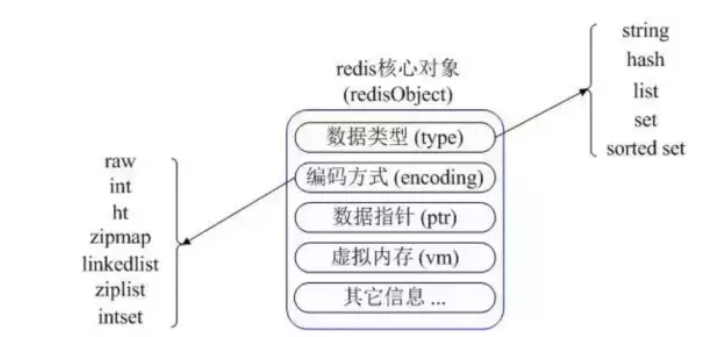 redis核心对象
(redisObject)
数据类型 (type)
编码方式 (encoding)
数据指针 (ptr)
虚拟内存 (vm)
其它信息 ...
string
hash
list
set
sorted set
raw
int
ht
zipmap
linkedlist
ziplist
intset